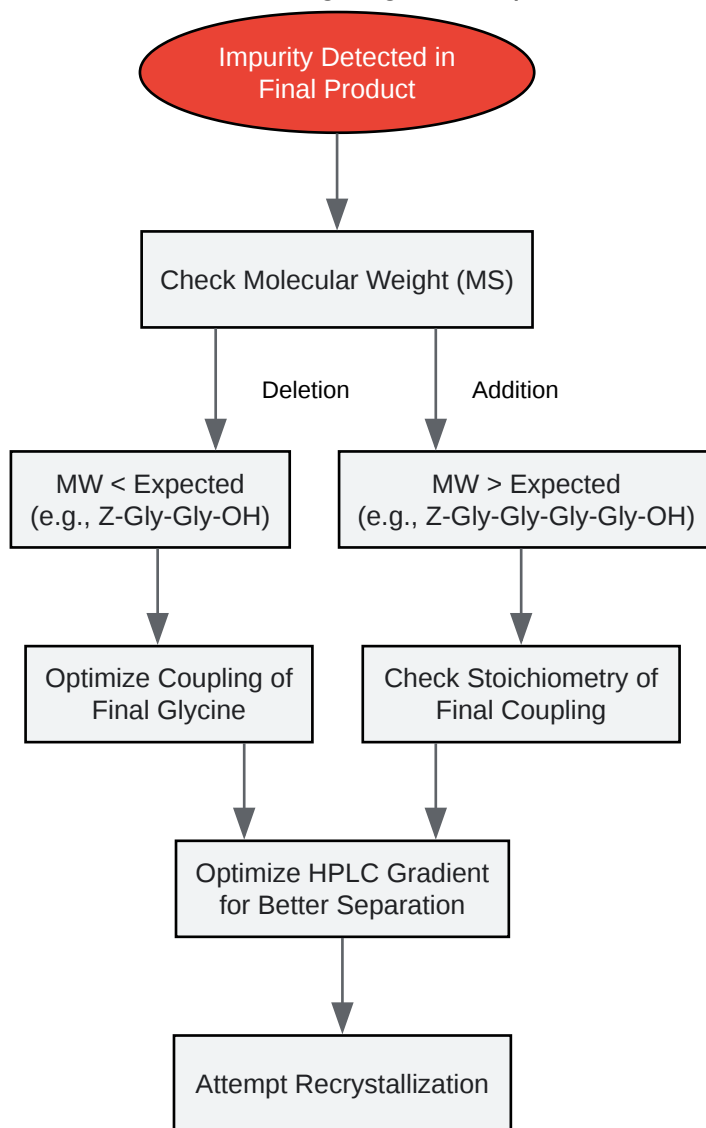 Impurity Detected in
Final Product
Check Molecular Weight (MS)
Deletion
Addition
MW < Expected
(e.g., Z-Gly-Gly-OH)
MW > Expected
(e.g., Z-Gly-Gly-Gly-Gly-OH)
Optimize Coupling of
Final Glycine
Check Stoichiometry of
Final Coupling
Optimize HPLC Gradient
for Better Separation
Attempt Recrystallization